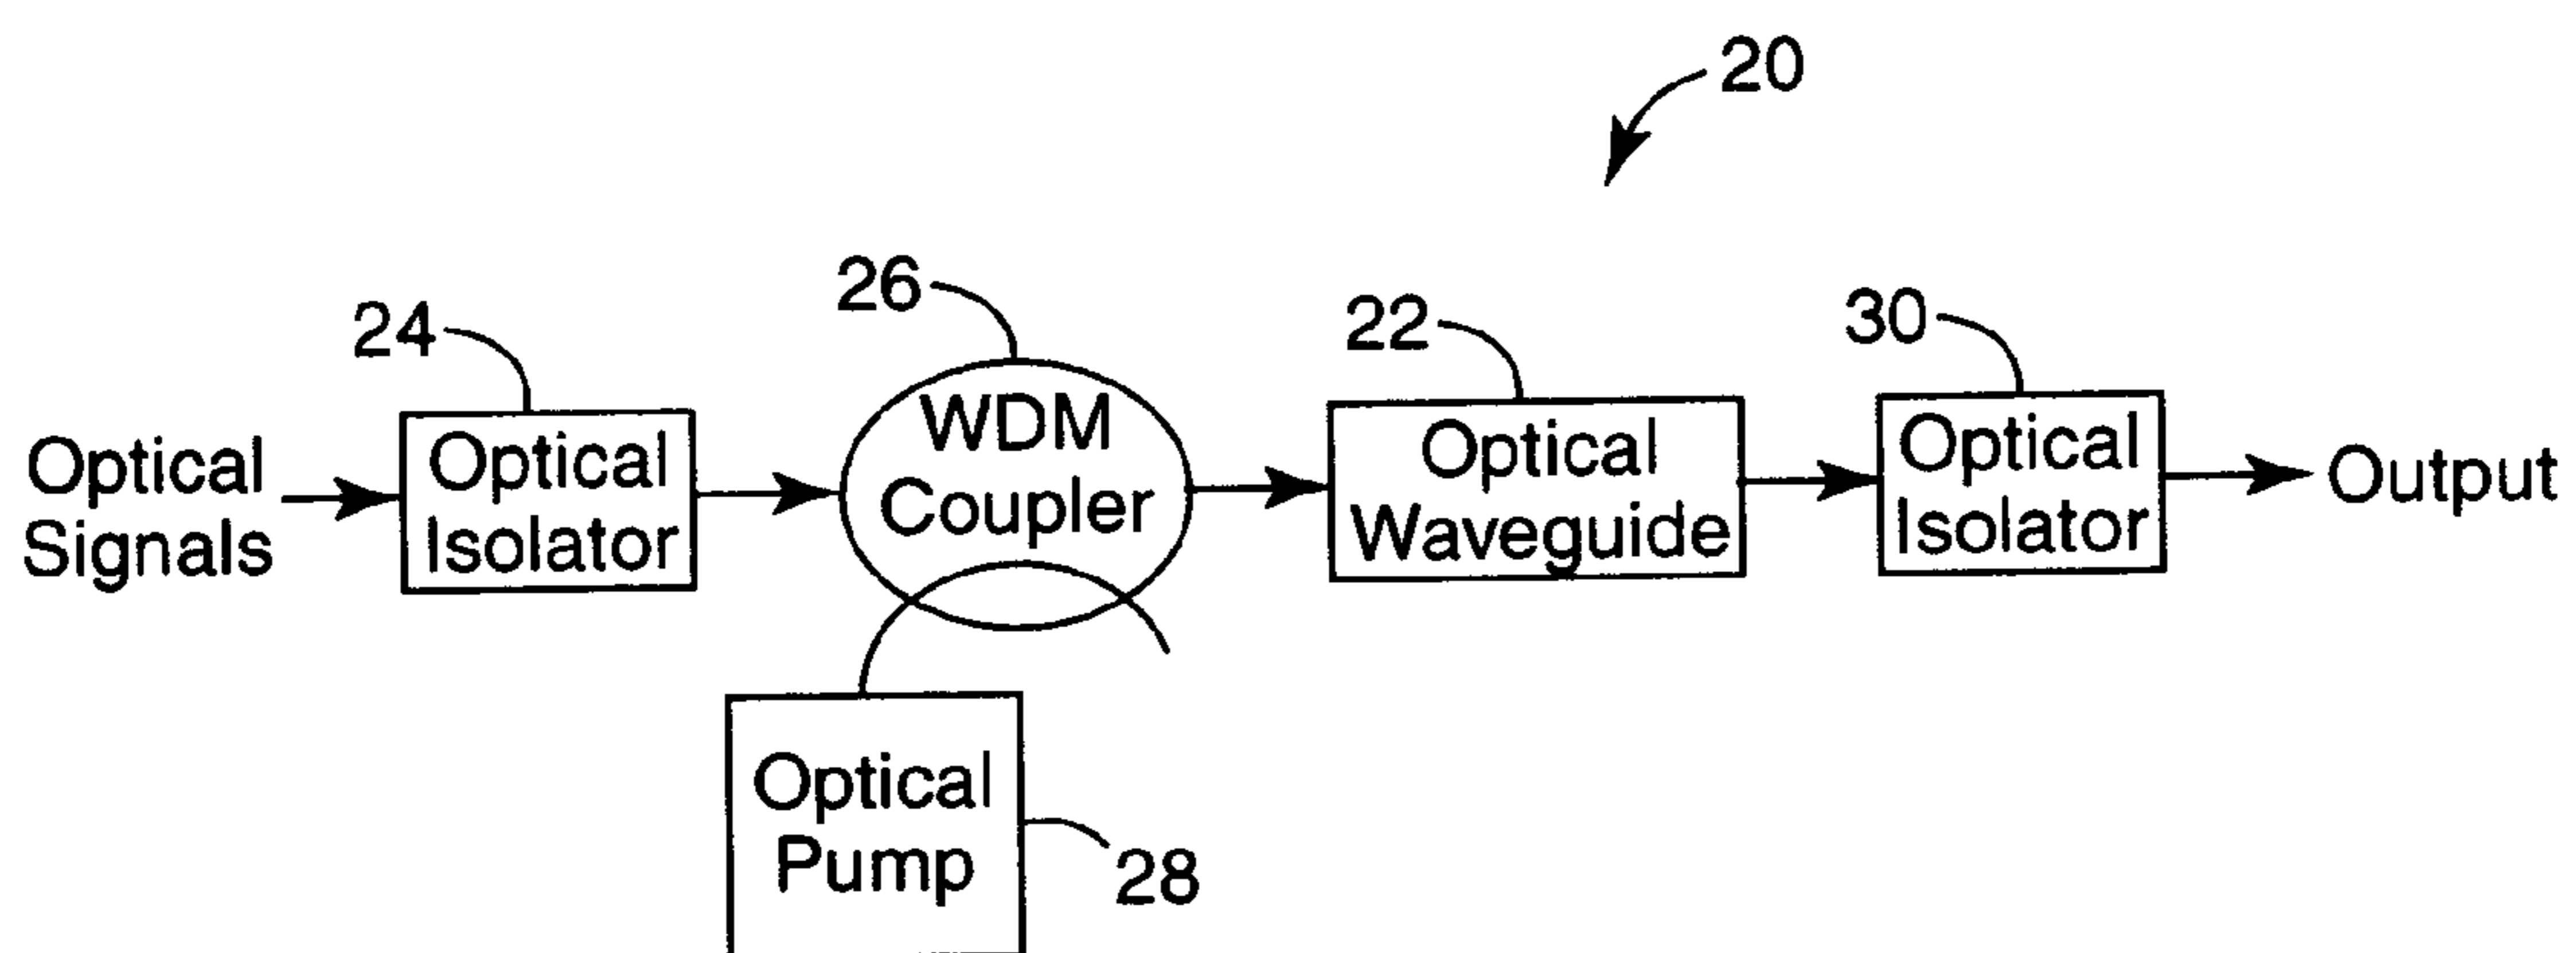 20
26
24
22
30
Optical
Signals
Optical
Isolator
WDM
Coupler
Optical
Waveguide
Optical
Isolator
Output
Optical
Pump
28